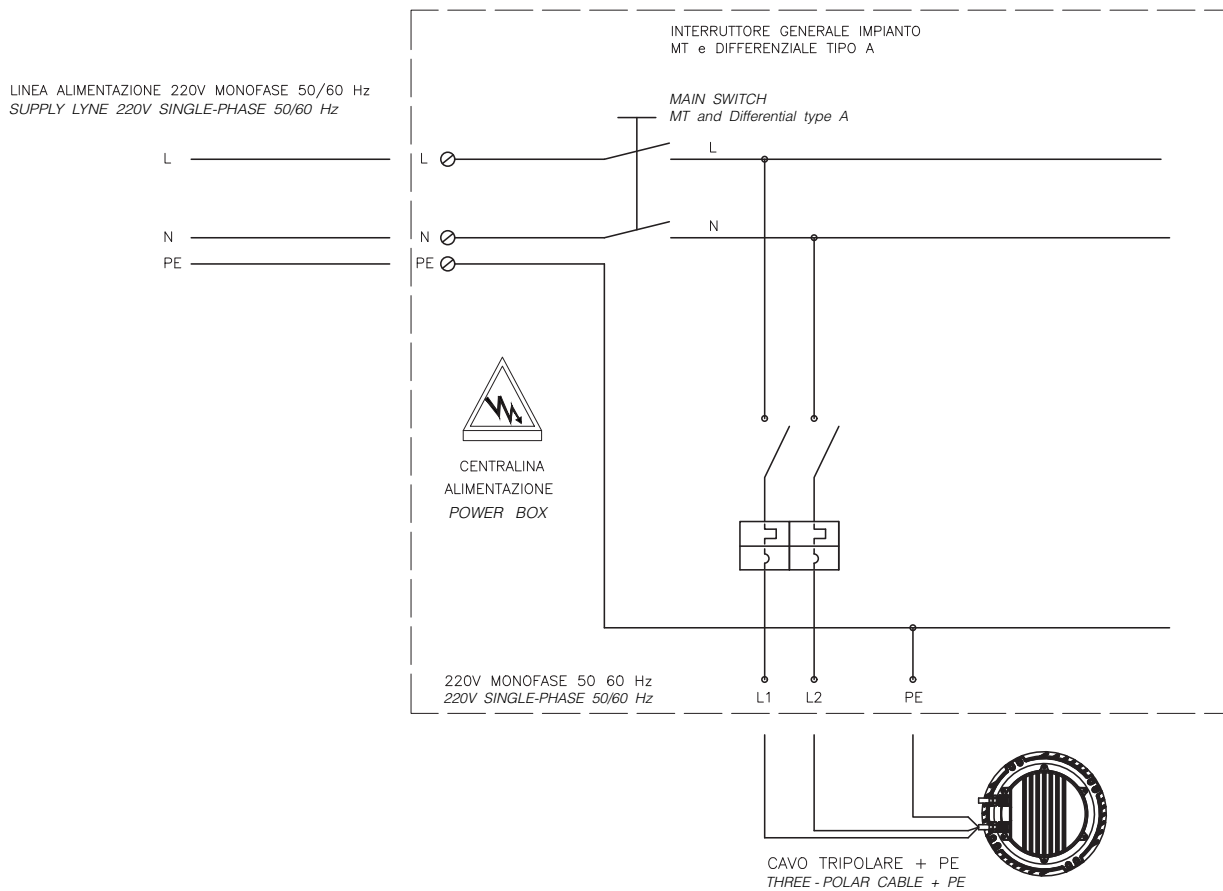 INTERRUTTORE GENERALE IMPIANTO
MT e DIFFERENZIALE TIPO A
LINEA ALIMENTAZIONE 220V MONOFASE 50/60 Hz
SUPPLY LYNE 220V SINGLE-PHASE 50/60 Hz
MAIN SWITCH
MT and Differential type A
L
L
L
N
N
N
PE
PE
CENTRALINA
ALIMENTAZIONE
POWER BOX
220V MONOFASE 50 60 Hz
220V SINGLE-PHASE 50/60 Hz
L1
L2
PE
CAVO TRIPOLARE + PE
THREE - POLAR CABLE + PE